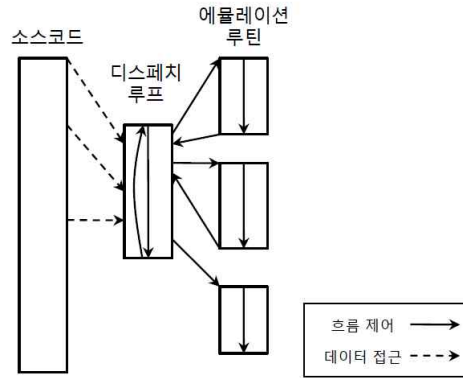 소스코드
디스페치
루프
에뮬레이션
루틴
흐름 제어
데이터 접근